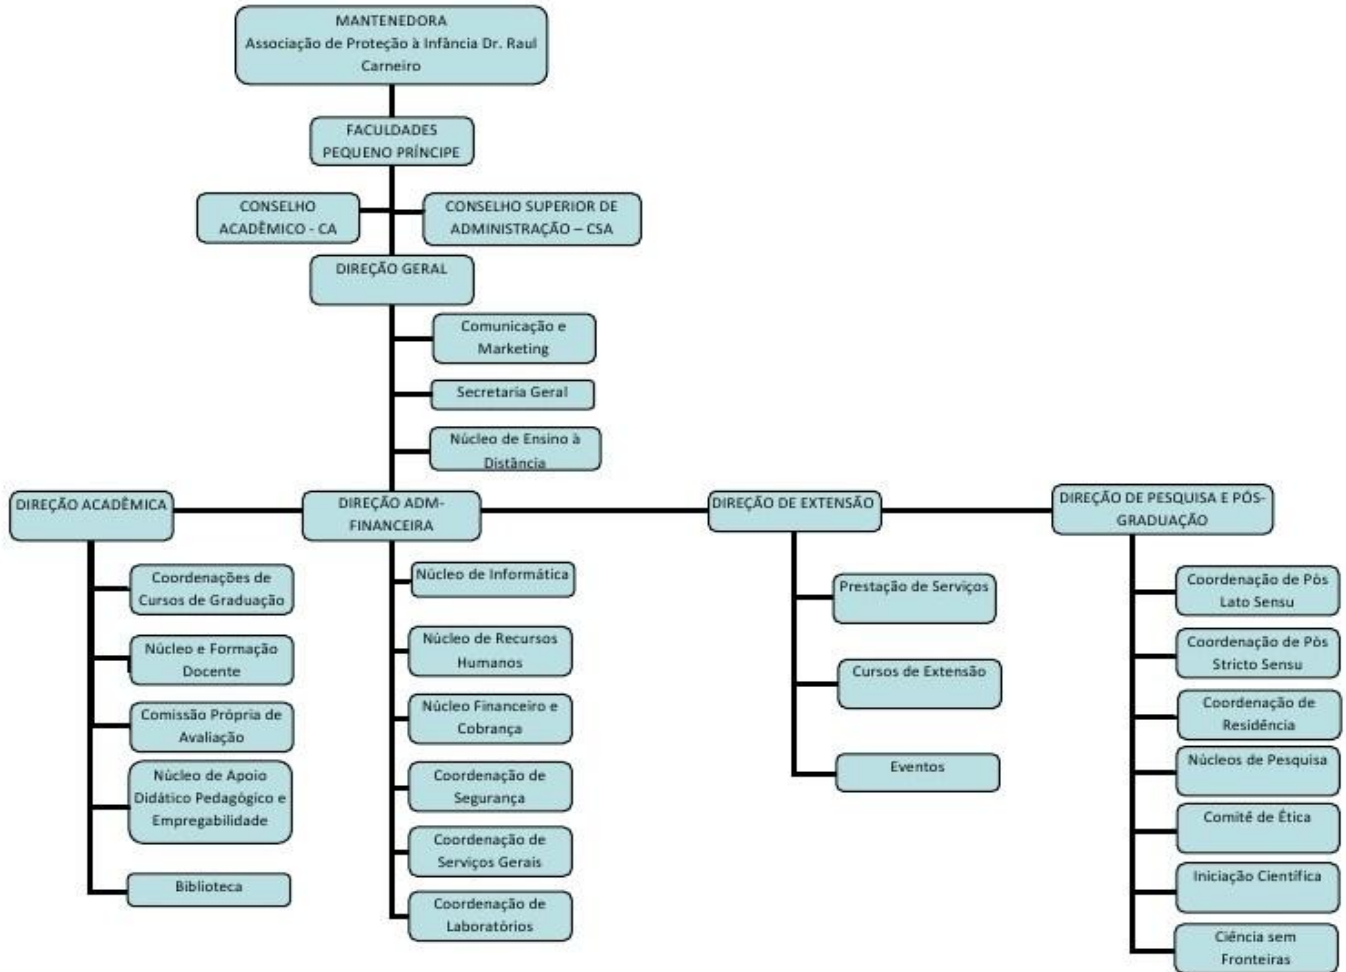 MANTENEDORA
Associação de Proteção à Infância Dr. Raul
Carneiro
FACULDADES
PEQUENO PRÍNCIPE
CONSELHO
ACADÊMICO - CA
CONSELHO SUPERIOR DE
ADMINISTRAÇÃO – CSA
DIREÇÃO GERAL
Comunicação e
Marketing
Secretaria Geral
Núcleo de Ensino à
Distância
DIREÇÃO ACADÊMICA
Coordenações de
Cursos de Graduação
Núcleo e Formação
Docente
Comissão Própria de
Avaliação
Núcleo de Apoio
Didático Pedagógico e
Empregabilidade
Biblioteca
DIREÇÃO ADM-
FINANCEIRA
Núcleo de Informática
Núcleo de Recursos
Humanos
Núcleo Financeiro e
Cobrança
Coordenação de
Segurança
Coordenação de
Serviços Gerais
Coordenação de
Laboratórios
DIREÇÃO DE EXTENSÃO
Prestação de Serviços
Cursos de Extensão
Eventos
DIREÇÃO DE PESQUISA E PÓS-
GRADUAÇÃO
Coordenação de Pós
Lato Sensu
Coordenação de Pós
Stricto Sensu
Coordenação de
Residência
Núcleos de Pesquisa
Comitê de Ética
Iniciação Científica
Ciência sem
Fronteiras